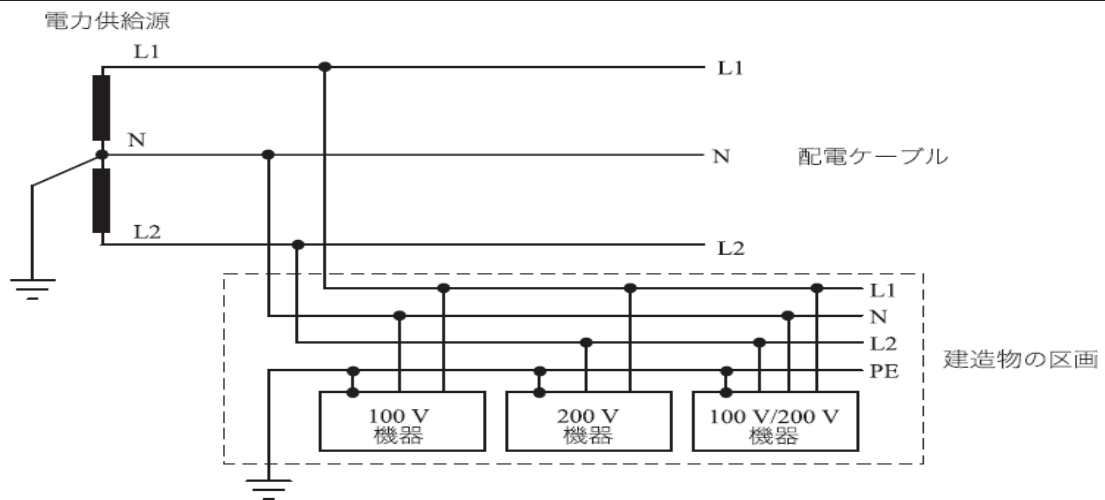 電力供給源
L1
L1
N
N
配電ケーブル
L2
L2
L1
N
L2
PE
建造物の区画
100 V
機器
200 V
機器
100 V/200 V
機器